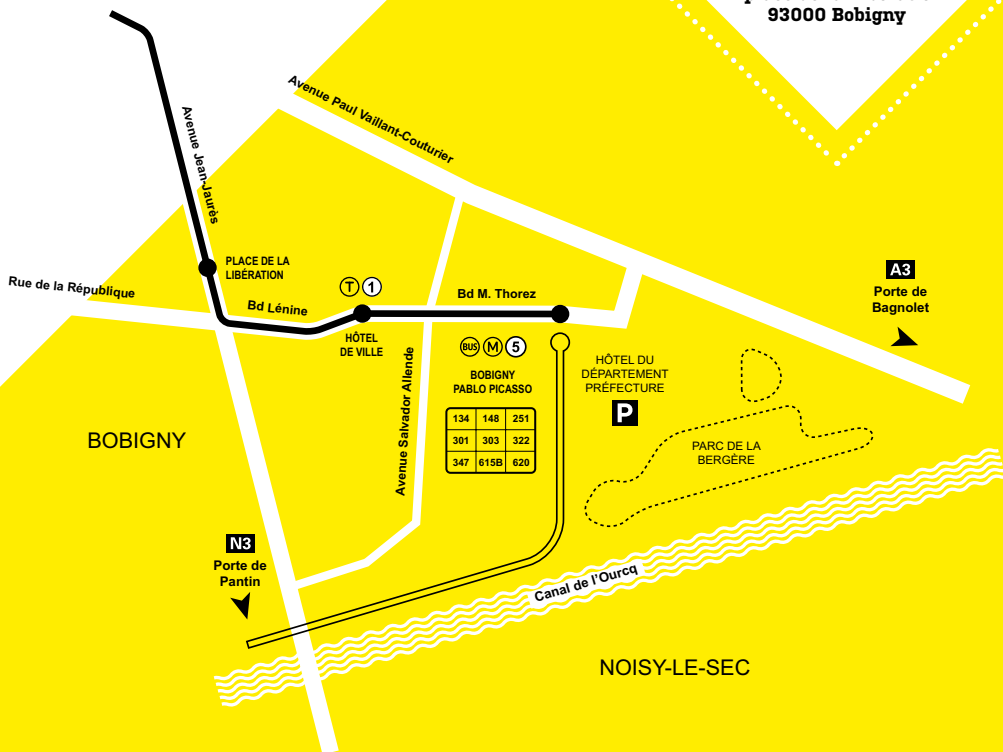 93000 Bobigny
Avenue Paul Vaillant-Couturier
Avenue Jean-Jaurès
PLACE DE LA
LIBÉRATION
A3
Porte de
Bagnolet
Rue de la République
T 1
Bd Lénine
Bd M. Thorez
HÔTEL
DE VILLE
BUS M 5
BOBIGNY
PABLO PICASSO
134 148 251
301 303 322
347 615B 620
HÔTEL DU
DÉPARTEMENT
PRÉFECTURE
P
Avenue Salvador Allende
BOBIGNY
PARC DE LA
BERGÈRE
N3
Porte de
Pantin
Canal de l'Ourcq
NOISY-LE-SEC